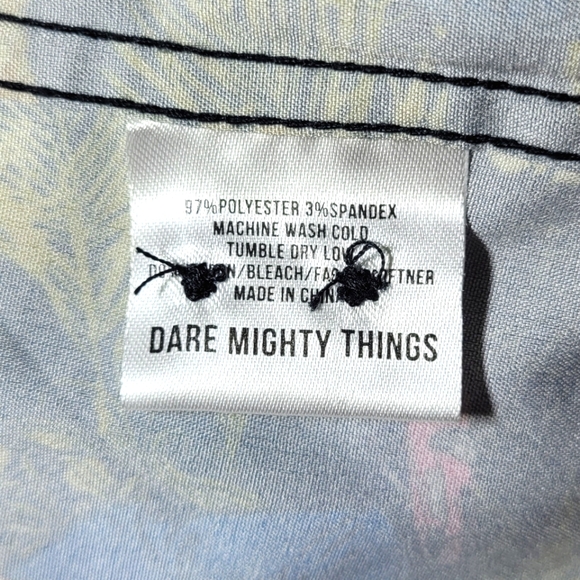 97%POLYESTER 3%SPANDEX
MACHINE WASH COLD
TUMBLE DRY LOW
/BLEACH/
MADE IN CHINA
DARE MIGHTY THINGS